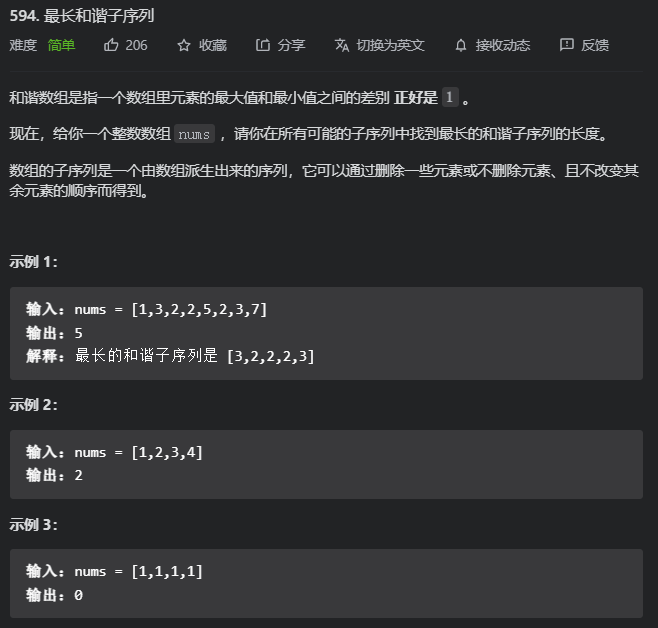 594. 最长和谐子序列
难度 简单 206 收藏 分享 切换为英文 接收动态 反馈
和谐数组是指一个数组里元素的最大值和最小值之间的差别 正好是 1 。
现在，给你一个整数数组 nums ，请你在所有可能的子序列中找到最长的和谐子序列的长度。
数组的子序列是一个由数组派生出来的序列，它可以通过删除一些元素或不删除元素、且不改变其
余元素的顺序而得到。
示例 1：
输入：nums = [1,3,2,2,5,2,3,7]
输出：5
解释：最长的和谐子序列是 [3,2,2,2,3]
示例 2：
输入：nums = [1,2,3,4]
输出：2
示例 3：
输入：nums = [1,1,1,1]
输出：0